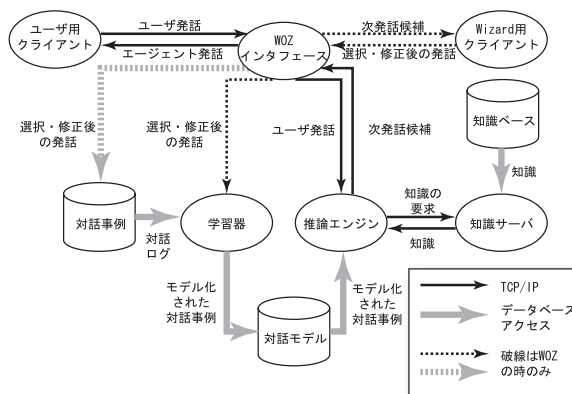 ユーザ用
クライアント
ユーザ発話
エージェント発話
WOZ
インタフェース
次発話候補
選択・修正後の発話
Wizard用
クライアント
選択・修正後
の発話
選択・修正後
の発話
ユーザ発話
次発話候補
知識ベース
知識
対話事例
対話
ログ
学習器
推論エンジン
知識の
要求
知識
知識サーバ
モデル化
された
対話事例
対話モデル
モデル化
された
対話事例
TCP/IP
データベース
アクセス
破線はWOZ
の時のみ